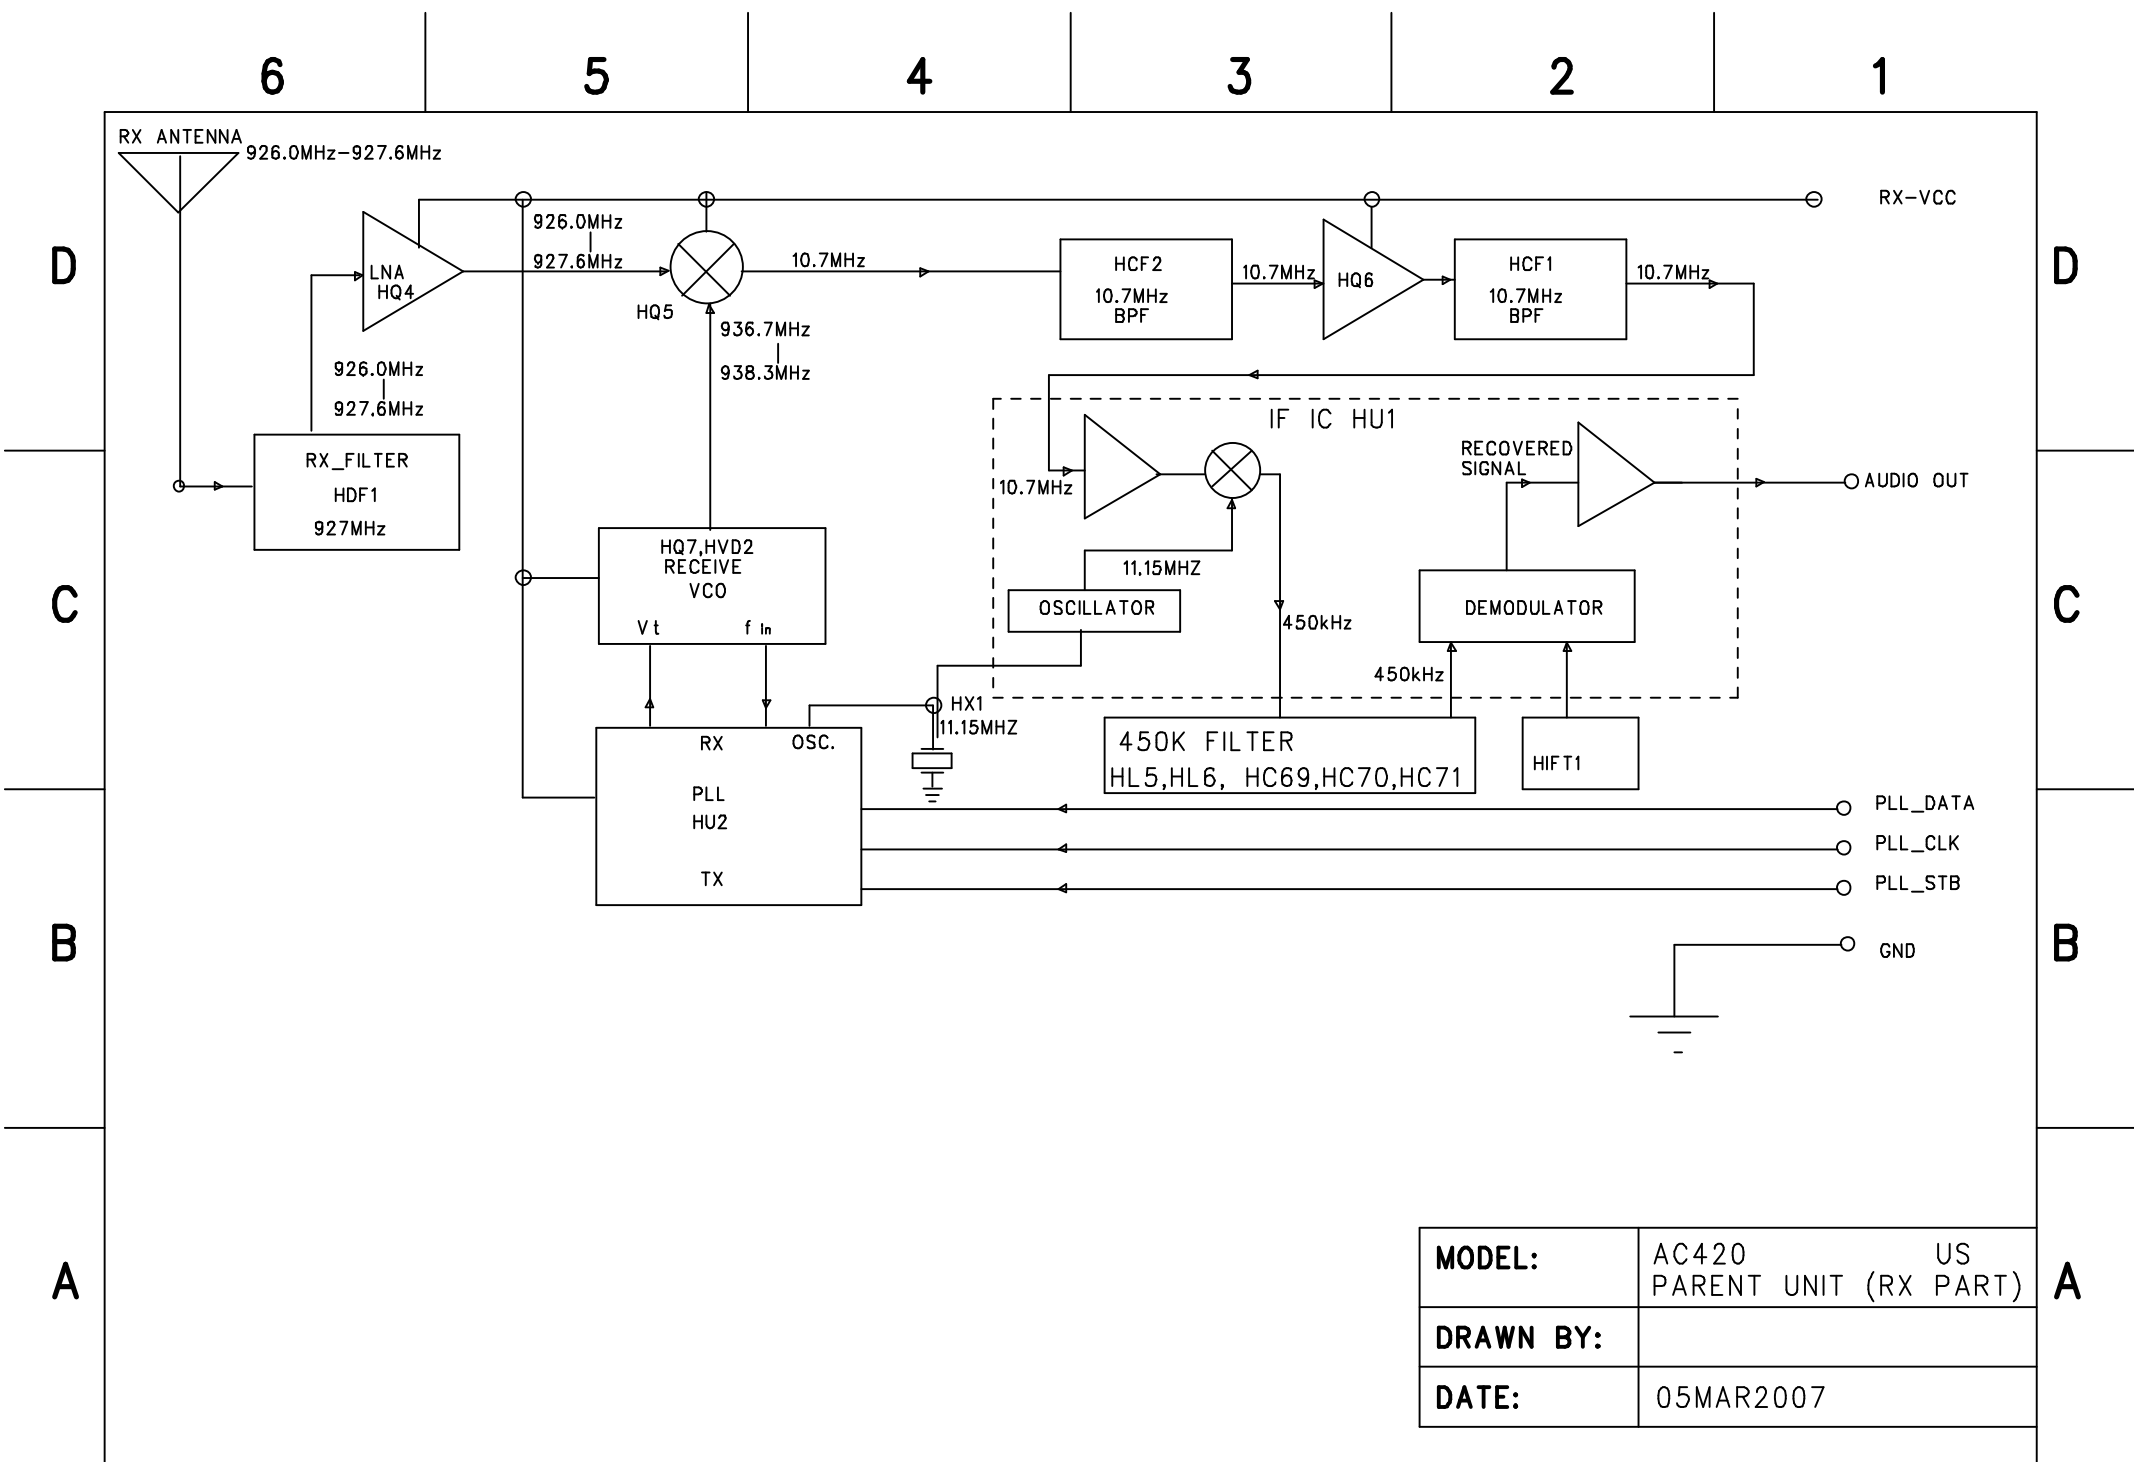 6 5 4 3 2 1
RX ANTENNA
926.0MHz-927.6MHz
RX-VCC
D
D
926.0MHz
927.6MHz
LNA
HQ4
HQ5
10.7MHz
HCF2
10.7MHz
BPF
10.7MHz
HQ6
HCF1
10.7MHz
BPF
10.7MHz
936.7MHz
938.3MHz
926.0MHz
927.6MHz
RX_FILTER
HDF1
927MHz
IF IC HU1
10.7MHz
RECOVERED
SIGNAL
AUDIO OUT
HQ7,HVD2
RECEIVE
VCO
Vt
f In
11.15MHZ
OSCILLATOR
450kHz
DEMODULATOR
450kHz
C
C
HX1
11.15MHZ
RX
OSC.
PLL
HU2
TX
450K FILTER
HL5,HL6, HC69,HC70,HC71
HIFT1
PLL_DATA
PLL_CLK
PLL_STB
GND
B
B
A
A
MODEL:
AC420 US
PARENT UNIT (RX PART)
DRAWN BY:
DATE:
05MAR2007